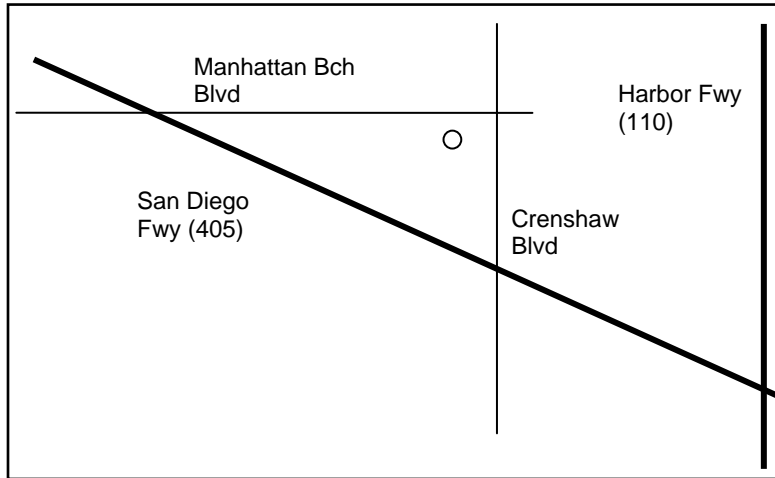 Manhattan Bch
Blvd
Harbor Fwy
(110)
San Diego
Fwy (405)
Crenshaw
Blvd